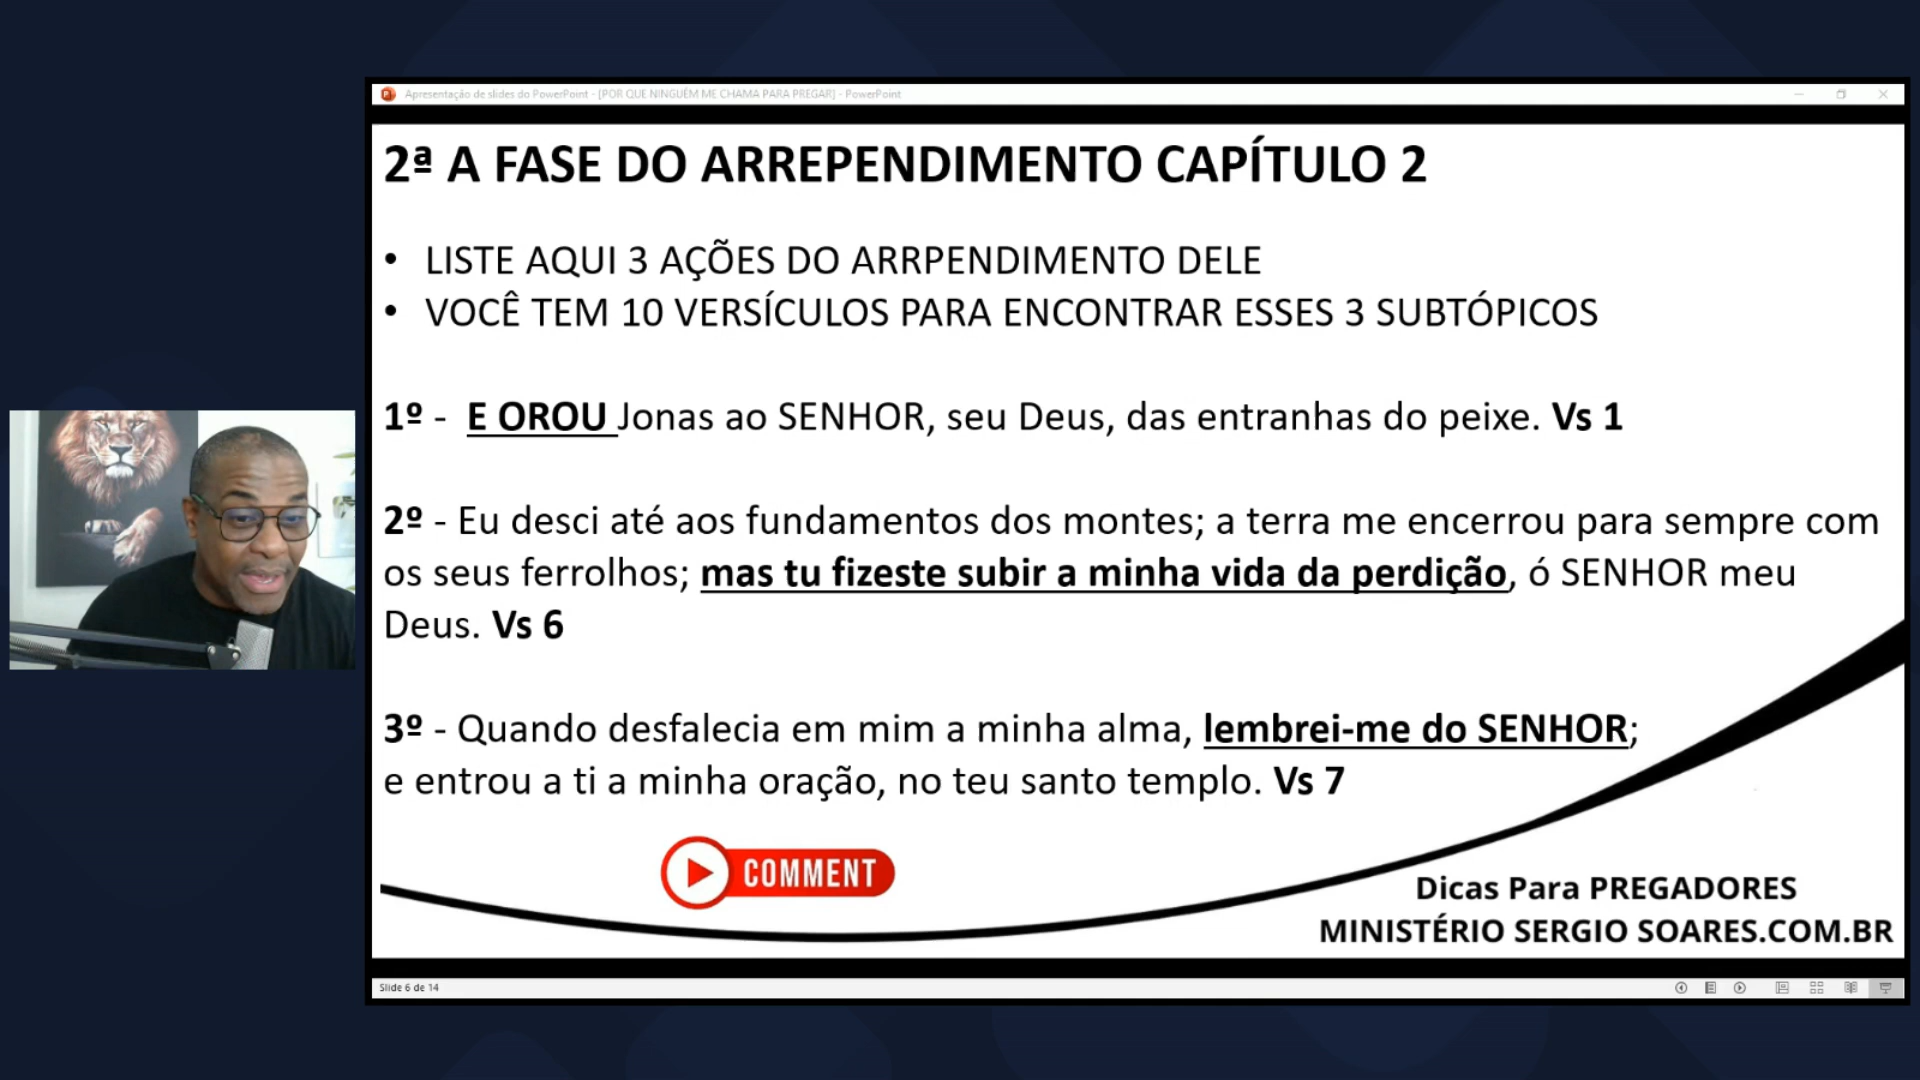 Apresentação de slides do PowerPoint - [POR QUE NINGUÉM ME CHAMA PARA PREGAR] - PowerPoint
2ª A FASE DO ARREPENDIMENTO CAPÍTULO 2
• LISTE AQUI 3 AÇÕES DO ARRPENDIMENTO DELE
• VOCÊ TEM 10 VERSÍCULOS PARA ENCONTRAR ESSES 3 SUBTÓPICOS
1º - E OROU Jonas ao SENHOR, seu Deus, das entranhas do peixe. Vs 1
2º - Eu desci até aos fundamentos dos montes; a terra me encerrou para sempre com
os seus ferrolhos; mas tu fizeste subir a minha vida da perdição, ó SENHOR meu
Deus. Vs 6
3º - Quando desfalecia em mim a minha alma, lembrei-me do SENHOR;
e entrou a ti a minha oração, no teu santo templo. Vs 7
COMMENT
Dicas Para PREGADORES
MINISTÉRIO SERGIO SOARES.COM.BR
Slide 6 de 14